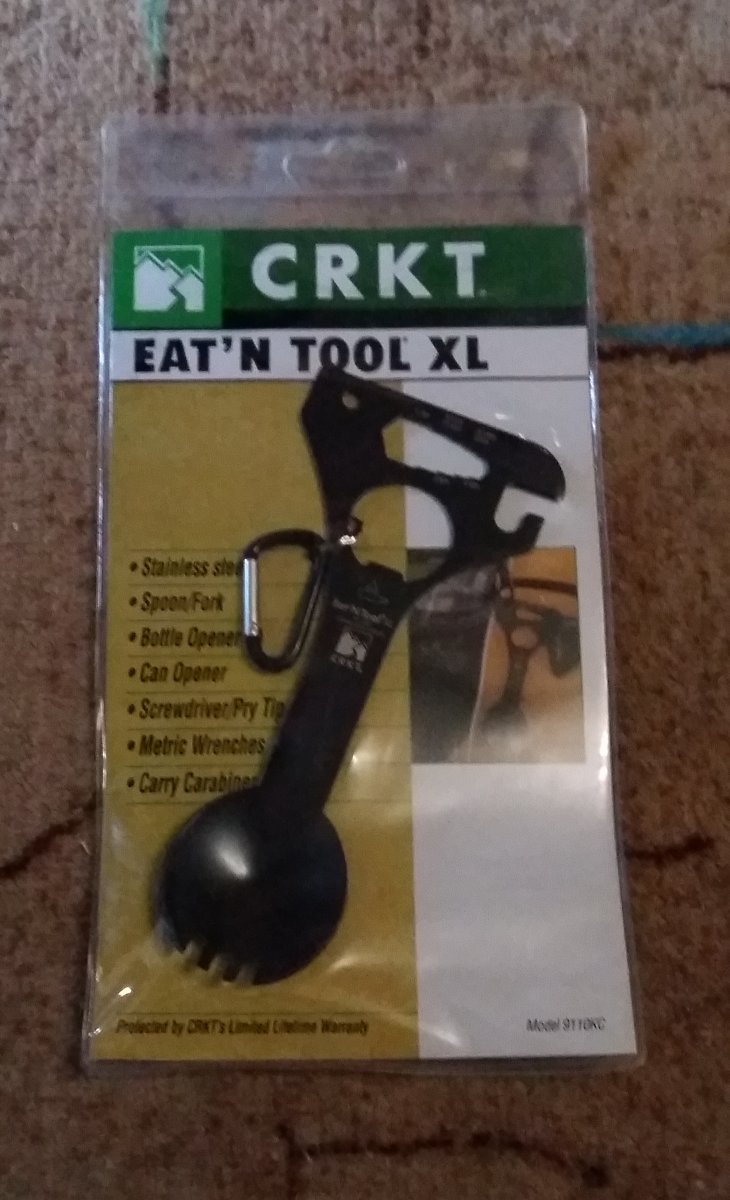 CRKT
EAT'N TOOL XL
• Stainless stee
• Spoon/Fork
• Bottle Opener
• Can Opener
• Screwdriver/Pry Tip
• Metric Wrenches
• Carry Carabiner
CRKT
Protected by CRKT's Limited Lifetime Warranty
Model 9110KC